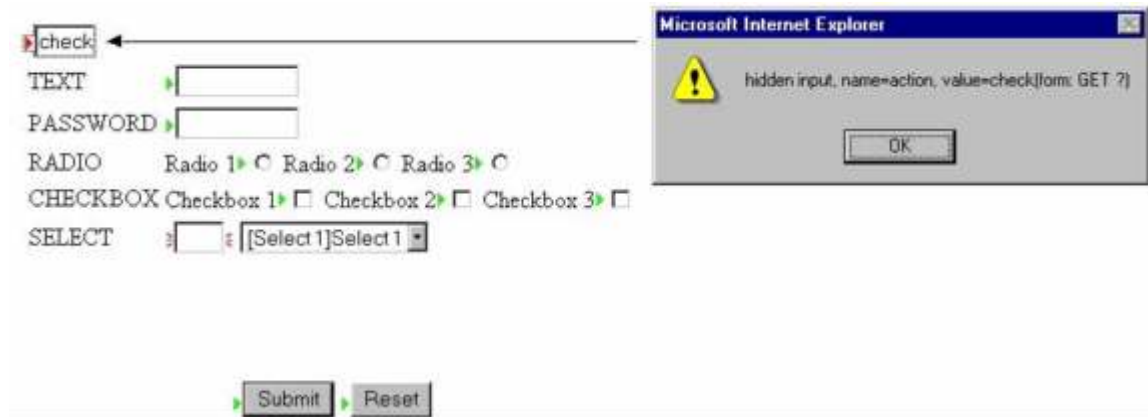 Microsoft Internet Explorer
check
hidden input, name=action, value=check(form: GET ?)
TEXT
PASSWORD
OK
RADIO Radio 1 Radio 2 Radio 3
CHECKBOX Checkbox 1 Checkbox 2 Checkbox 3
SELECT [Select 1]Select 1
Submit Reset